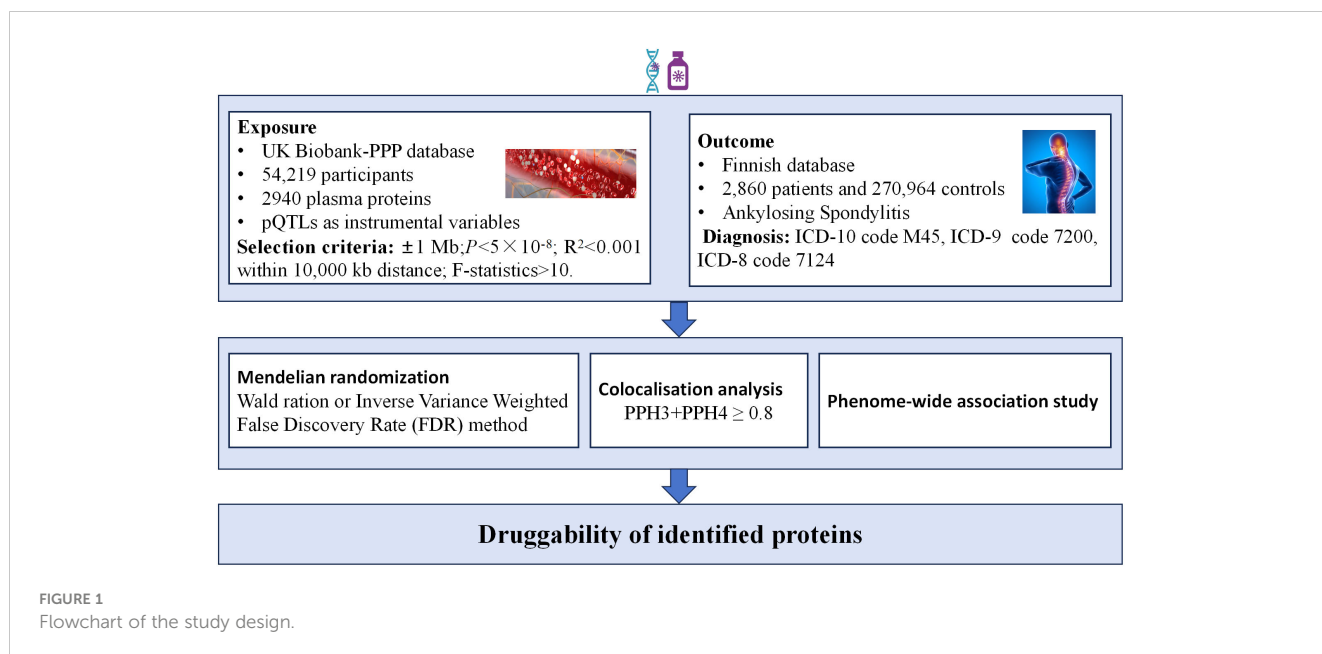 Exposure
• UK Biobank-PPP database
• 54,219 participants
• 2940 plasma proteins
• pQTLs as instrumental variables
Selection criteria: ±1 Mb;P<5×10-8; R2<0.001
within 10,000 kb distance; F-statistics>10.
Outcome
• Finnish database
• 2,860 patients and 270,964 controls
• Ankylosing Spondylitis
Diagnosis: ICD-10 code M45, ICD-9 code 7200,
ICD-8 code 7124
Mendelian randomization
Wald ration or Inverse Variance Weighted
False Discovery Rate (FDR) method
Colocalisation analysis
PPH3+PPH4 ≥ 0.8
Phenome-wide association study
Druggability of identified proteins
FIGURE 1
Flowchart of the study design.